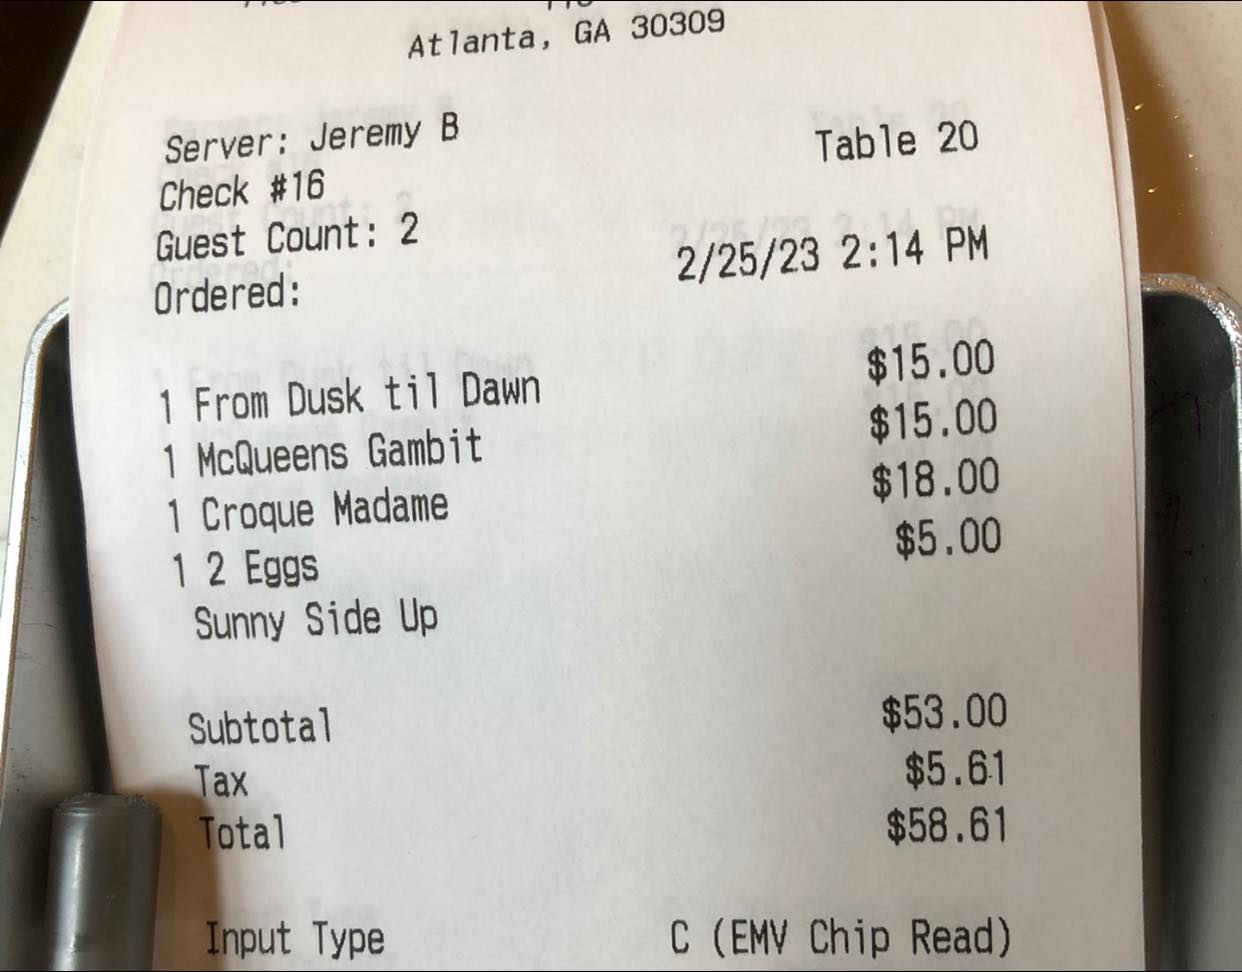 Atlanta, GA 30309
Server: Jeremy B
Table 20
Check #16
Guest Count: 2
Ordered:
2/25/23 2:14 PM
1 From Dusk til Dawn $15.00
1 McQueens Gambit $15.00
1 Croque Madame $18.00
1 2 Eggs $5.00
Sunny Side Up
Subtotal $53.00
Tax $5.61
Total $58.61
Input Type C (EMV Chip Read)